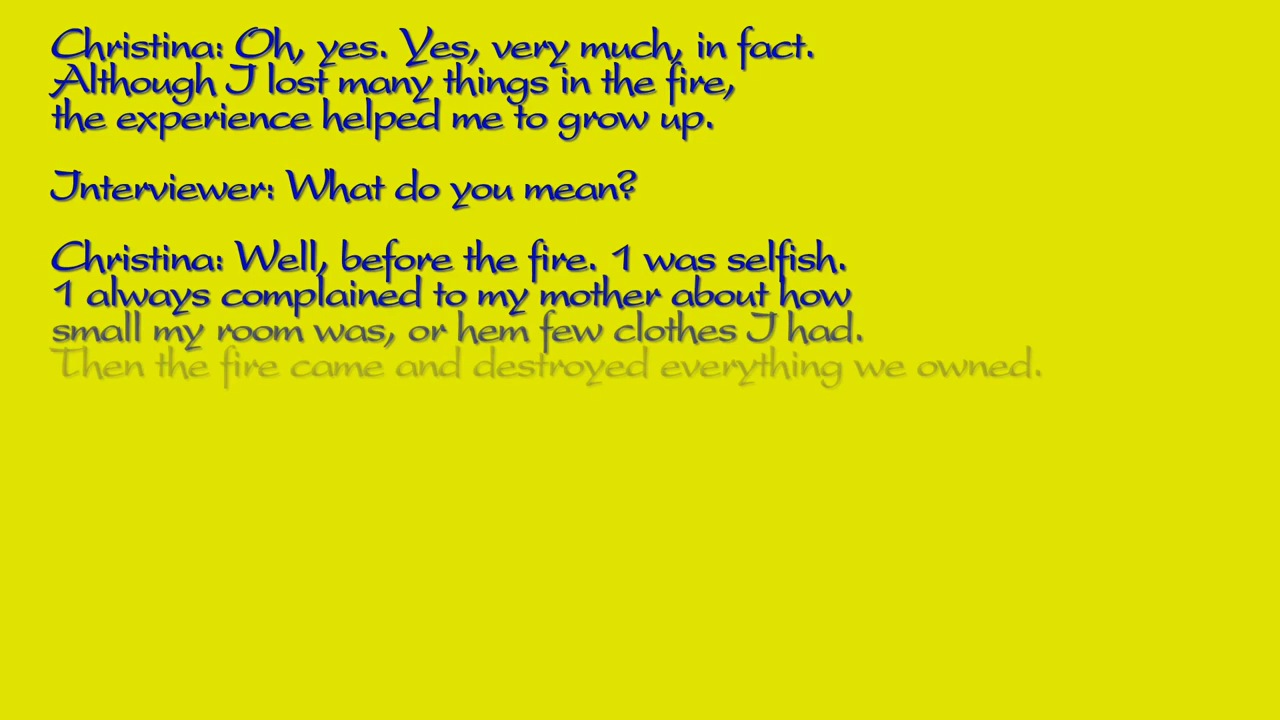 Christina: Oh, yes. Yes, very much, in fact.
Although I lost many things in the fire,
the experience helped me to grow up.
Interviewer: What do you mean?
Christina: Well, before the fire. 1 was selfish.
1 always complained to my mother about how
small my room was, or hem few clothes I had.
Then the fire came and destroyed everything we owned.